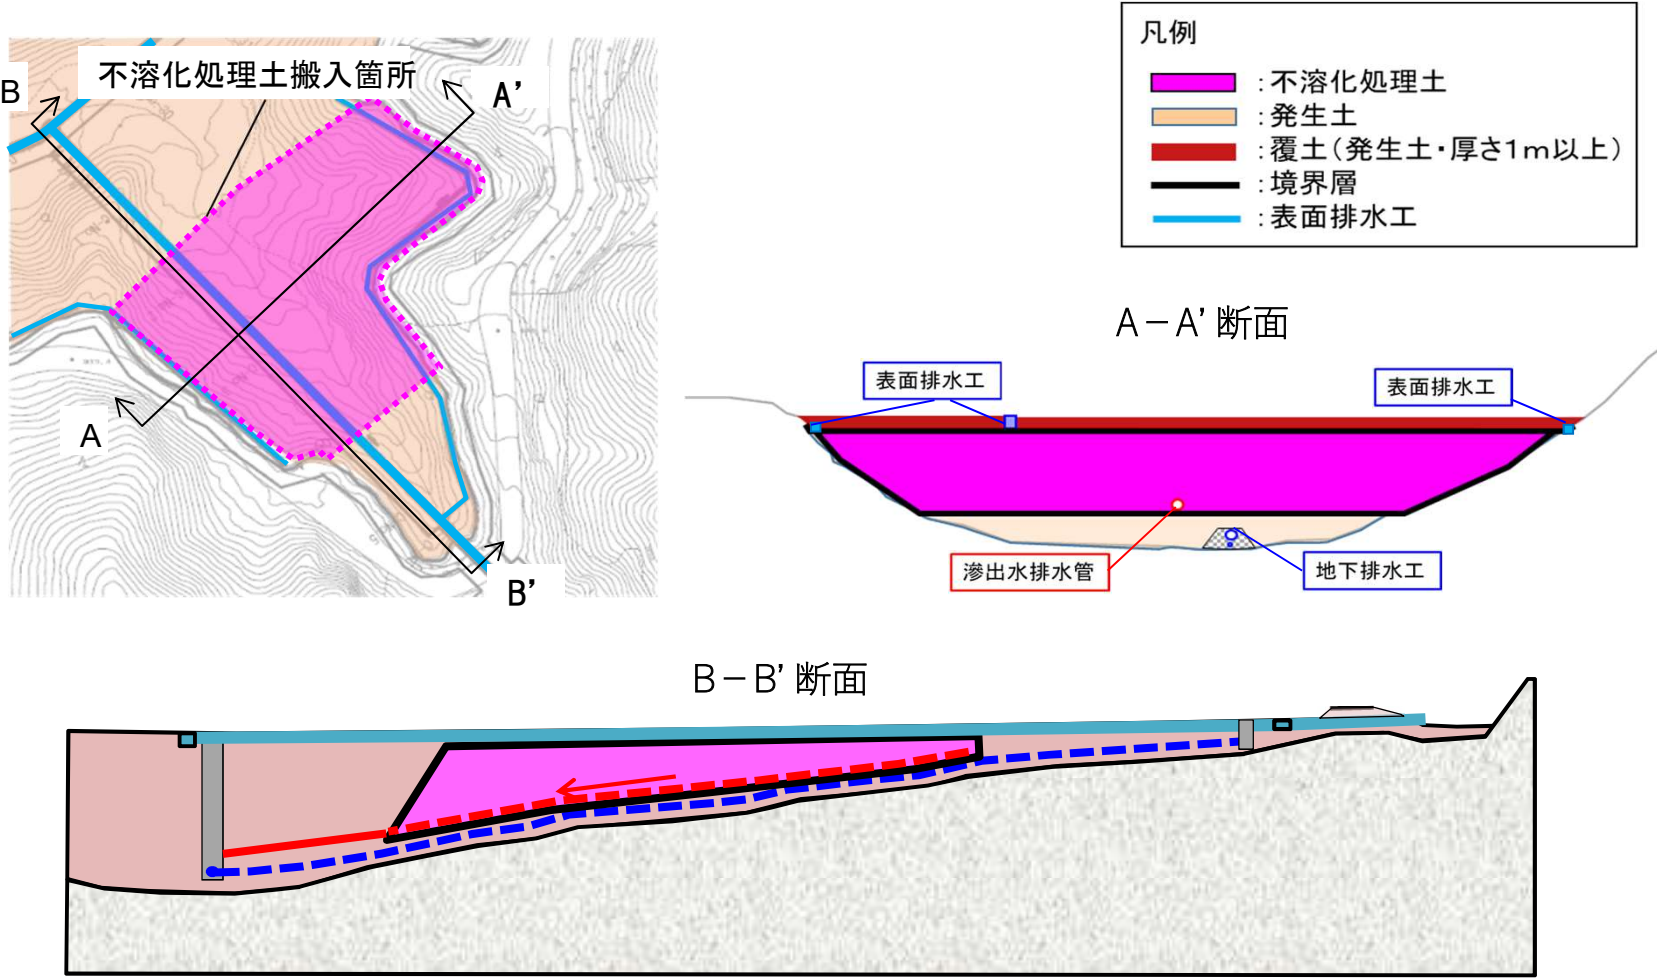 不溶化処理土搬入箇所
B
A’
A
B’
凡例
：不溶化処理土
：発生土
：覆土（発生土・厚さ1m以上）
：境界層
：表面排水工
A－A’断面
表面排水工
表面排水工
滲出水排水管
地下排水工
B－B’断面